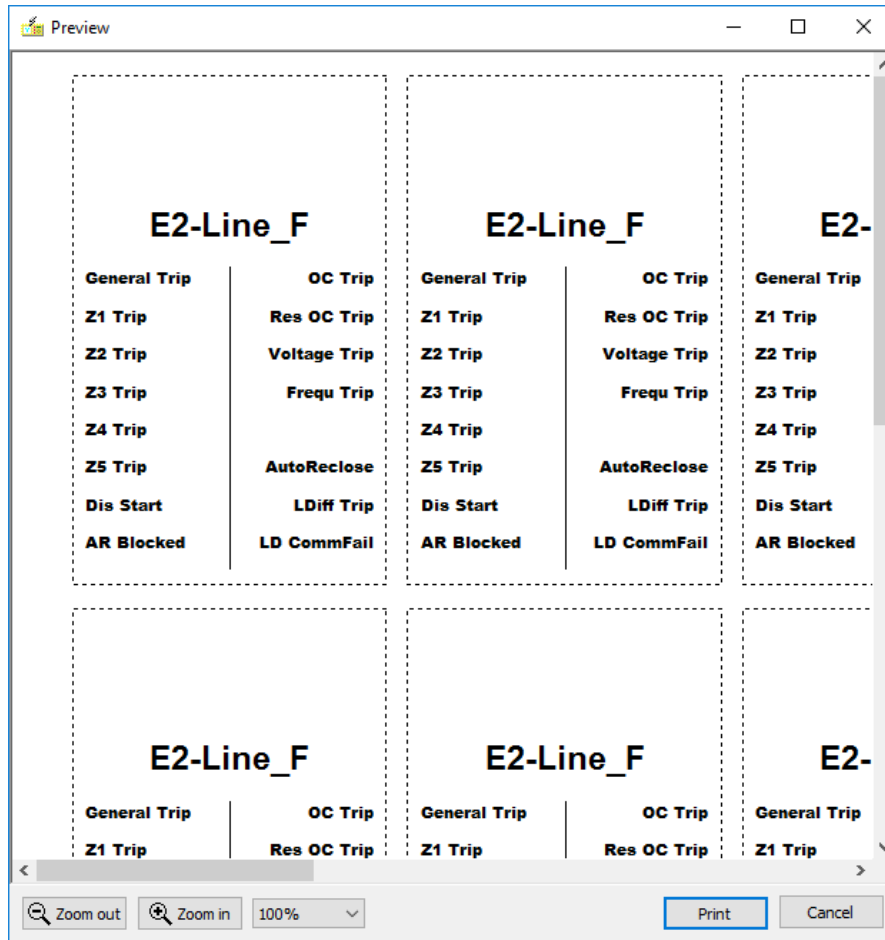 Preview
E2-Line_F E2-Line_F E2-
General Trip OC Trip General Trip OC Trip General Trip
Z1 Trip Res OC Trip Z1 Trip Res OC Trip Z1 Trip
Z2 Trip Voltage Trip Z2 Trip Voltage Trip Z2 Trip
Z3 Trip Frequ Trip Z3 Trip Frequ Trip Z3 Trip
Z4 Trip Z4 Trip Z4 Trip
Z5 Trip AutoReclose Z5 Trip AutoReclose Z5 Trip
Dis Start LDiff Trip Dis Start LDiff Trip Dis Start
AR Blocked LD CommFail AR Blocked LD CommFail AR Blocked
E2-Line_F E2-Line_F E2-
General Trip OC Trip General Trip OC Trip General Trip
Z1 Trip Res OC Trip Z1 Trip Res OC Trip Z1 Trip
Zoom out Zoom in 100% Print Cancel